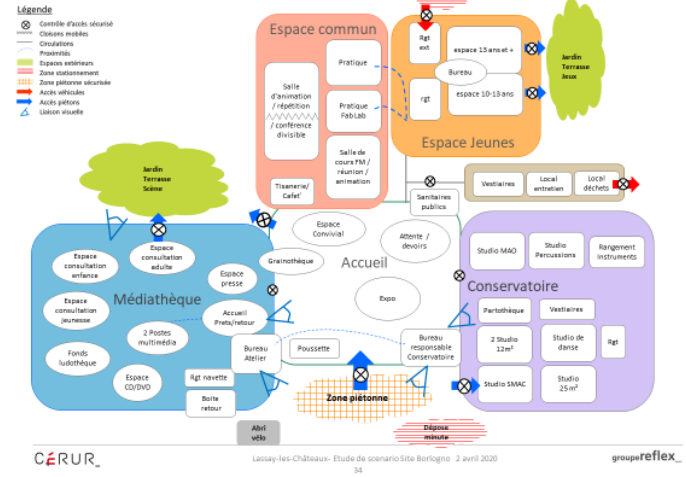 Légende
Contrôle d'accès sécurisé
Cloisons mobiles
Circulations
Proximités
Espaces extérieurs
Zone stationnement
Zone piétonne sécurisée
Accès véhicules
Accès piétons
Liaison visuelle
Espace commun
Salle
d'animation
/ répétition
/ conférence
divisible
Pratique
Pratique
FabLab
Salle de
cours FM /
réunion /
animation
Tisanerie/
Cafet'
Rgt
ext
espace 15 ans et +
Bureau
rgt
espace 10-13 ans
Espace Jeunes
Jardin
Terrasse
Jeux
Vestiaires
Local
entretien
Local
déchets
Sanitaires
publics
Jardin
Terrasse
Scène
Espace
Convivial
Attente /
devoirs
Grainothèque
Accueil
Expo
Espace
consultation
enfance
Espace
consultation
adulte
Espace
presse
Espace
consultation
jeunesse
Médiathèque
Accueil
Prets/retour
2 Postes
multimédia
Fonds
ludothèque
Espace
CD/DVD
Bureau
Atelier
Rgt navette
Boite
retour
Poussette
Bureau
responsable
Conservatoire
Studio MAO
Studio
Percussions
Rangement
instruments
Conservatoire
Partothèque
Vestiaires
2 Studio
12m²
Studio de
danse
Rgt
Studio SMAC
Studio
25 m²
Zone piétonne
Abri
vélo
Dépose
minute
CÉRUR_
Lassay-les-Châteaux- Etude de scenario Site Borlogno 2 avril 2020
34
groupereflex_